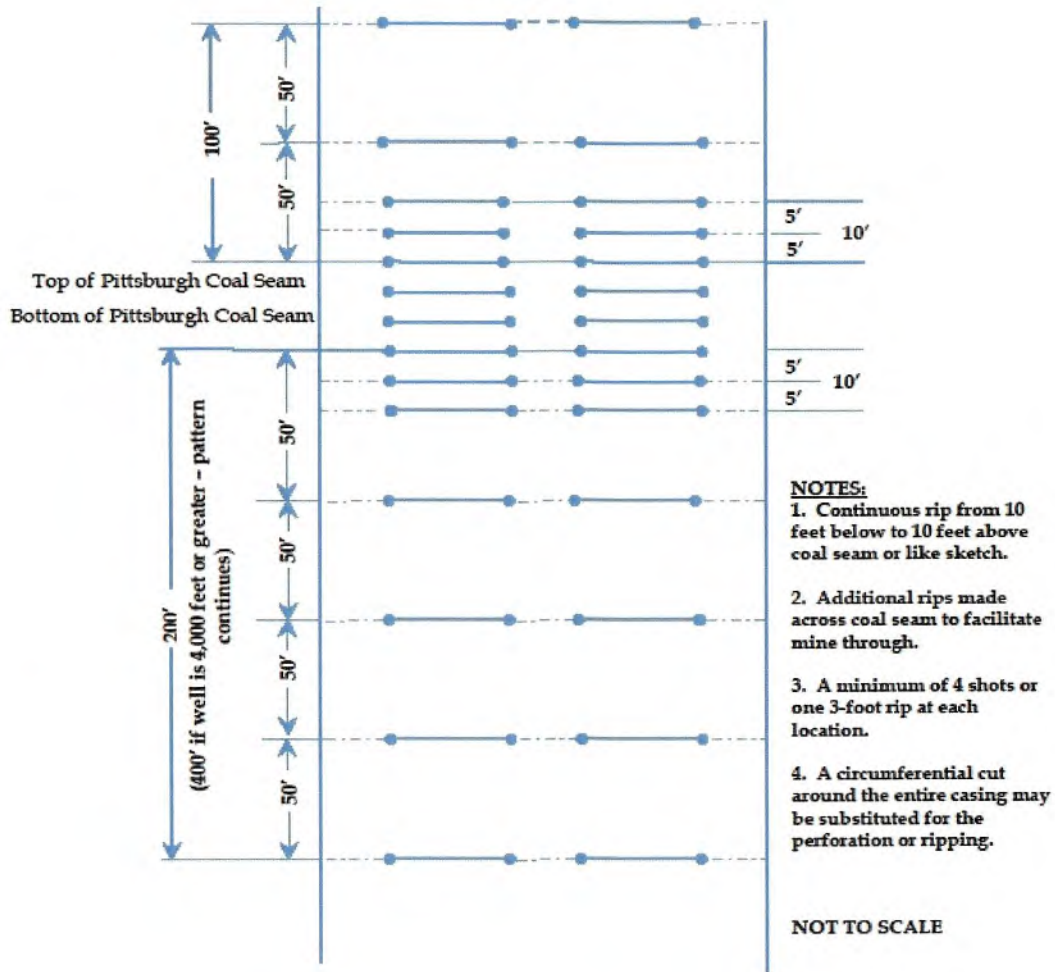 100'
50'
50'
5'
10'
5'
Top of Pittsburgh Coal Seam
Bottom of Pittsburgh Coal Seam
200'
(400' if well is 4,000 feet or greater – pattern
continues)
50'
50'
50'
50'
5'
10'
5'
NOTES:
1. Continuous rip from 10
feet below to 10 feet above
coal seam or like sketch.
2. Additional rips made
across coal seam to facilitate
mine through.
3. A minimum of 4 shots or
one 3-foot rip at each
location.
4. A circumferential cut
around the entire casing may
be substituted for the
perforation or ripping.
NOT TO SCALE